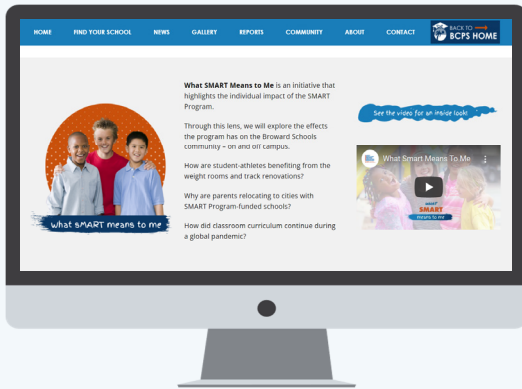 HOME FIND YOUR SCHOOL NEWS GALLERY REPORTS COMMUNITY ABOUT CONTACT
BACK TO
BCPS HOME
What SMART Means to Me is an initiative that
highlights the individual impact of the SMART
Program.
Through this lens, we will explore the effects
the program has on the Broward Schools
community – on and off campus.
How are student-athletes benefiting from the
weight rooms and track renovations?
Why are parents relocating to cities with
SMART Program-funded schools?
How did classroom curriculum continue during
a global pandemic?
what SMART means to me
See the video for an inside look!
What Smart Means To Me
WHAT
SMART
means to me